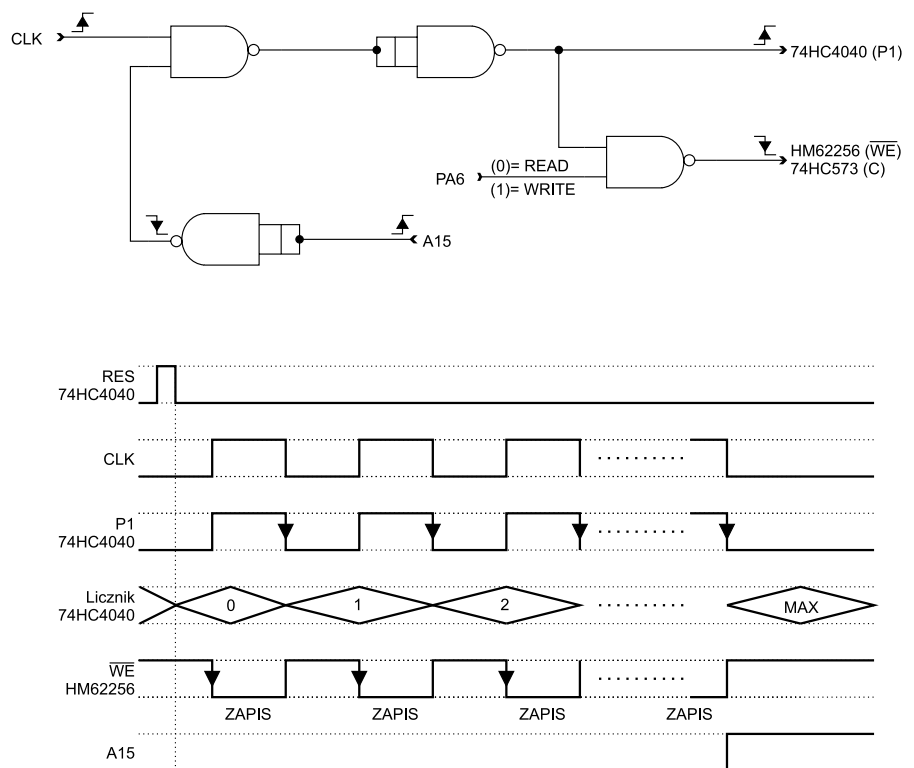 CLK
74HC4040 (P1)
HM62256 (WE)
74HC573 (C)
PA6
(0)= READ
(1)= WRITE
A15
RES
74HC4040
CLK
P1
74HC4040
Licznik
74HC4040
0
1
2
MAX
WE
HM62256
ZAPIS
ZAPIS
ZAPIS
ZAPIS
A15